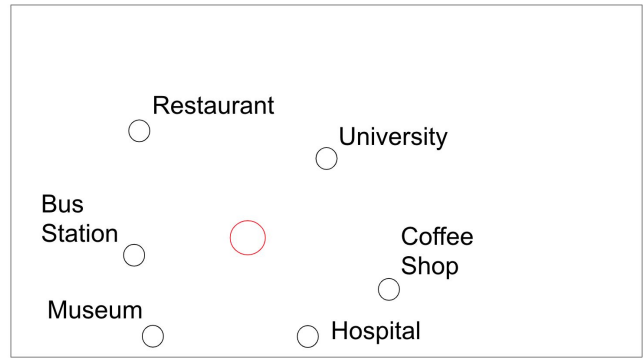 Restaurant
University
Bus
Station
Coffee
Shop
Museum
Hospital